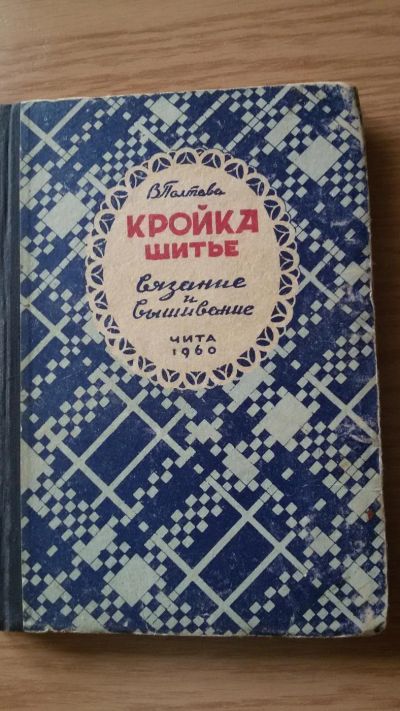 В Полтева
КРОЙКА
ШИТЬЕ
вязание
и
вышивание
ЧИТА
1960